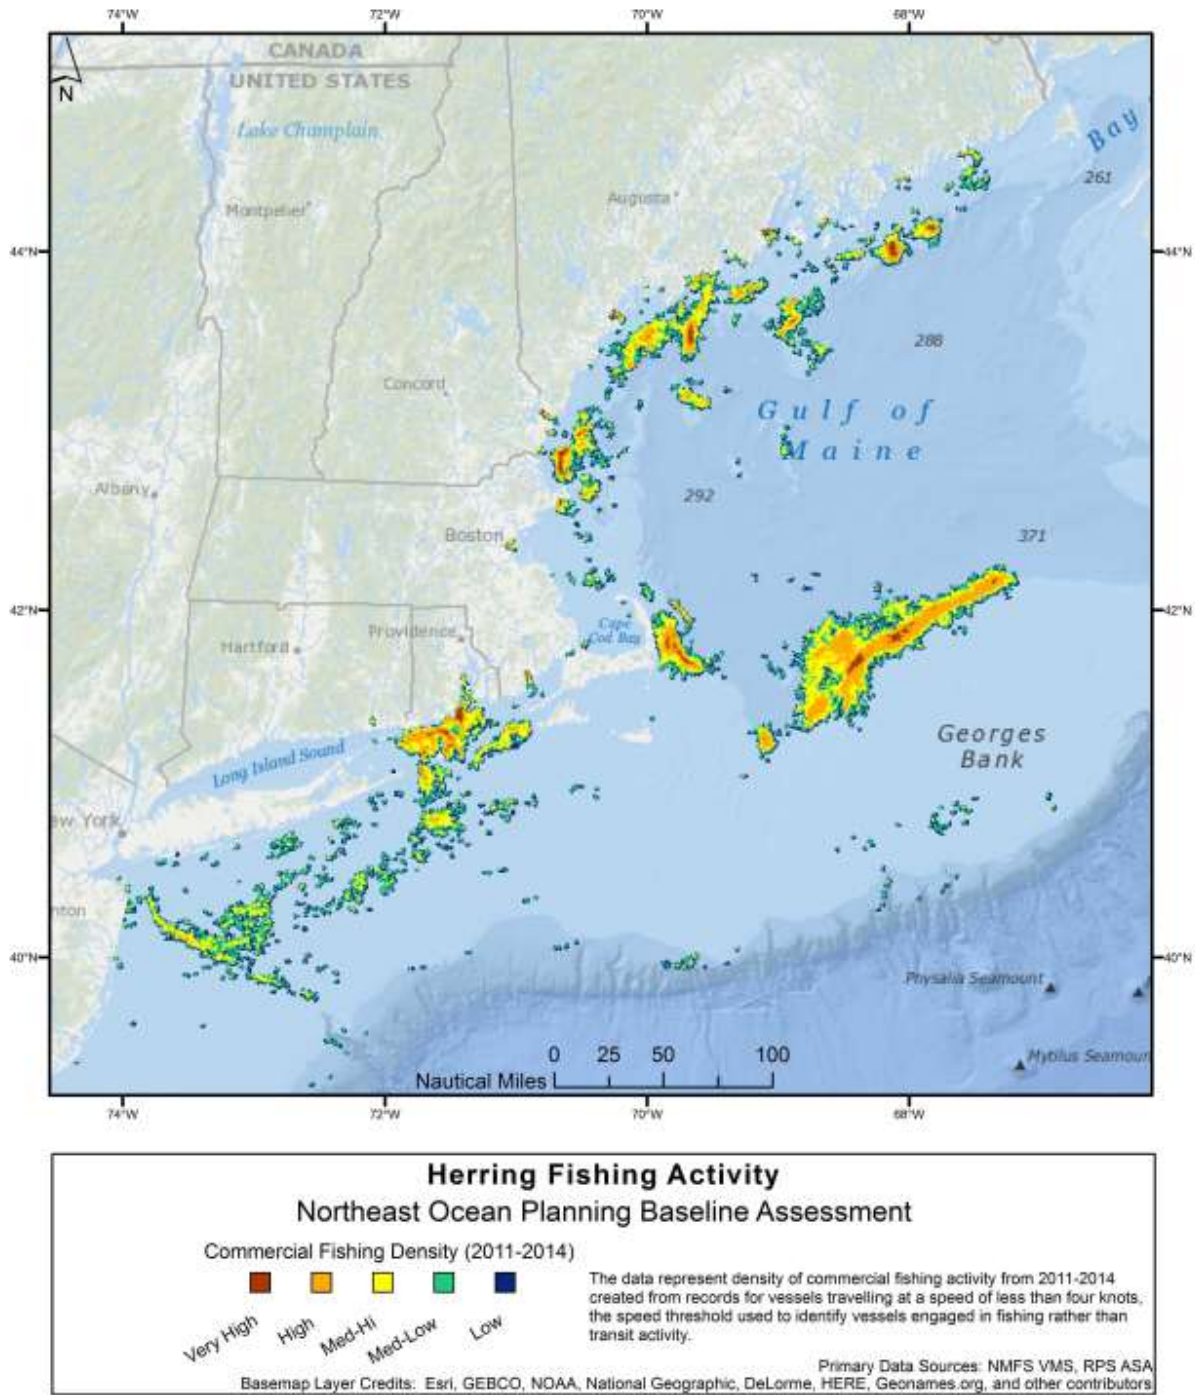 74°W 72°W 70°W 68°W
CANADA
UNITED STATES
N
Lake Champlain
Bay
261
Augusta
Montpelier
44°N 44°N
288
Concord
Gulf of
Maine
Albany
292
Boston
371
42°N 42°N
Cape
Cod Bay
Providence
Hartford
Georges
Bank
Long Island Sound
ew York
nton
40°N 40°N
Physalia Seamount
Mytilus Seamoun
0 25 50 100
Nautical Miles
74°W 72°W 70°W 68°W
Herring Fishing Activity
Northeast Ocean Planning Baseline Assessment
Commercial Fishing Density (2011-2014)
Very High High Med-Hi Med-Low Low
The data represent density of commercial fishing activity from 2011-2014
created from records for vessels travelling at a speed of less than four knots,
the speed threshold used to identify vessels engaged in fishing rather than
transit activity.
Primary Data Sources: NMFS VMS, RPS ASA
Basemap Layer Credits: Esri, GEBCO, NOAA, National Geographic, DeLorme, HERE, Geonames.org, and other contributors